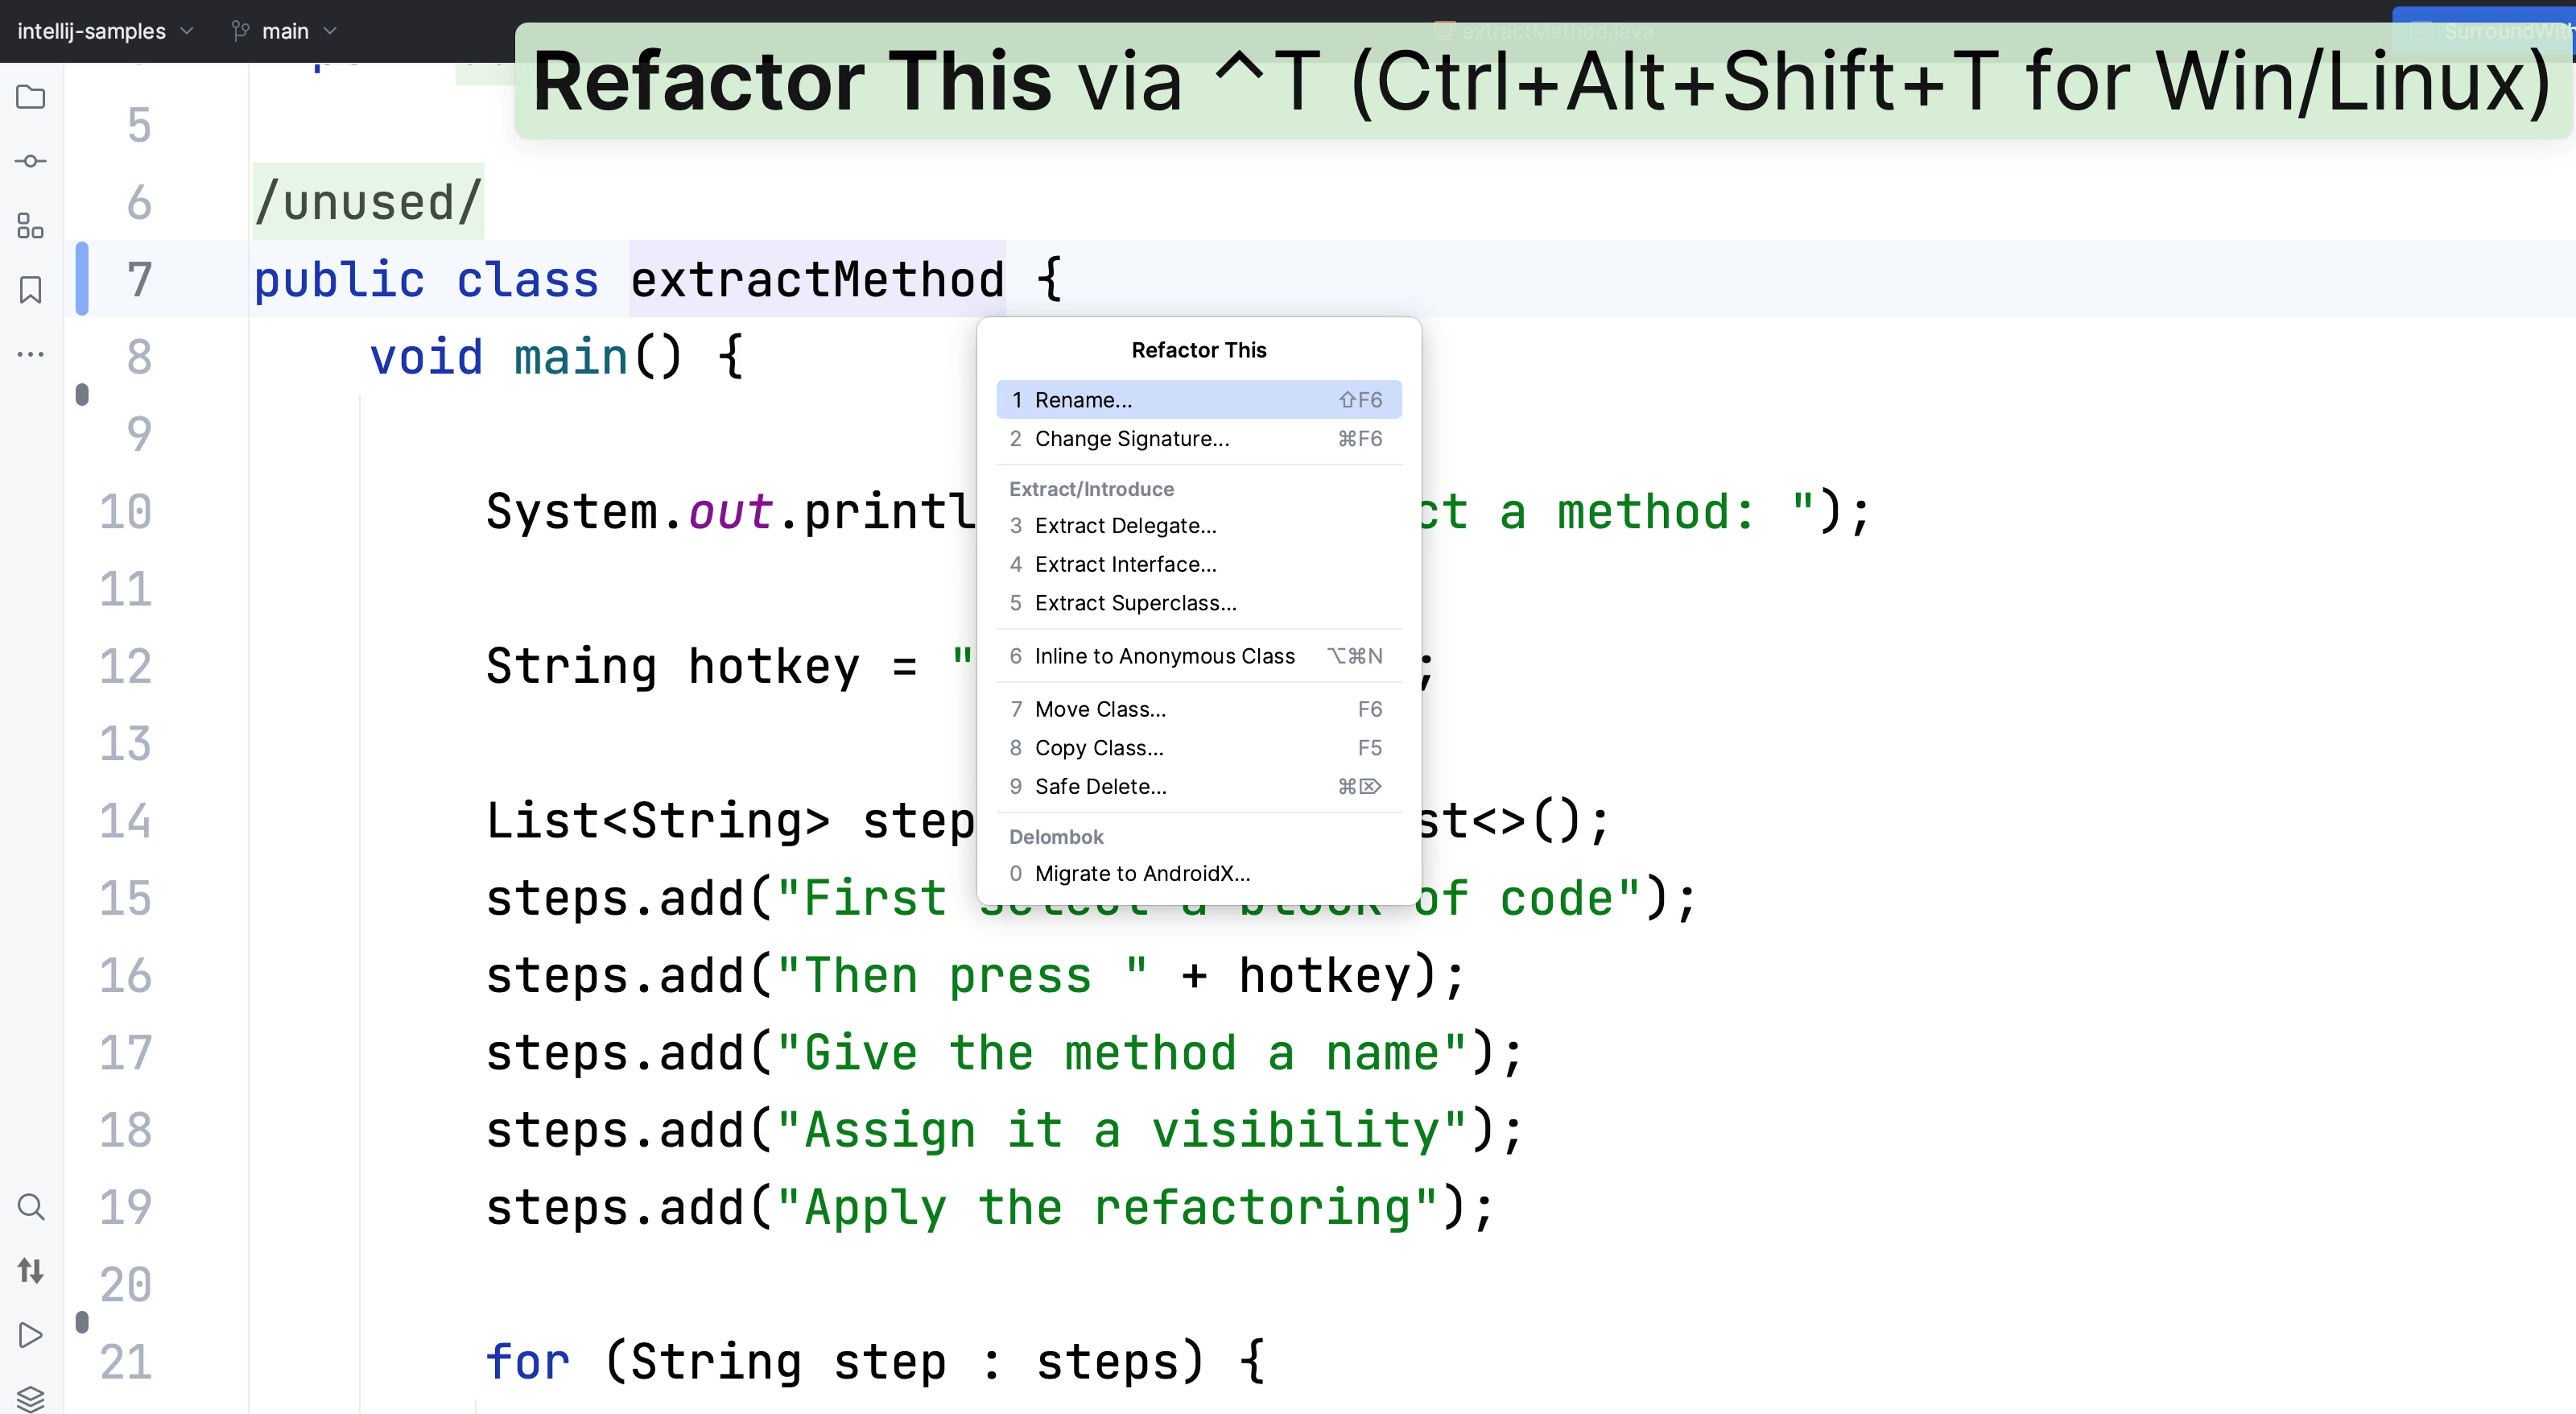 intellij-samples main extractMethod.java SurroundWith
Refactor This via ^T (Ctrl+Alt+Shift+T for Win/Linux)
5
6 /unused/
7 public class extractMethod {
8 void main() {
9
10 System.out.printl ct a method: ");
11
12 String hotkey = " ;
13
14 List<String> step st<>();
15 steps.add("First select a block of code");
16 steps.add("Then press " + hotkey);
17 steps.add("Give the method a name");
18 steps.add("Assign it a visibility");
19 steps.add("Apply the refactoring");
20
21 for (String step : steps) {
Refactor This
1 Rename... ⇧F6
2 Change Signature... ⌘F6
Extract/Introduce
3 Extract Delegate...
4 Extract Interface...
5 Extract Superclass...
6 Inline to Anonymous Class ⌥⌘N
7 Move Class... F6
8 Copy Class... F5
9 Safe Delete... ⌘⌦
Delombok
0 Migrate to AndroidX...